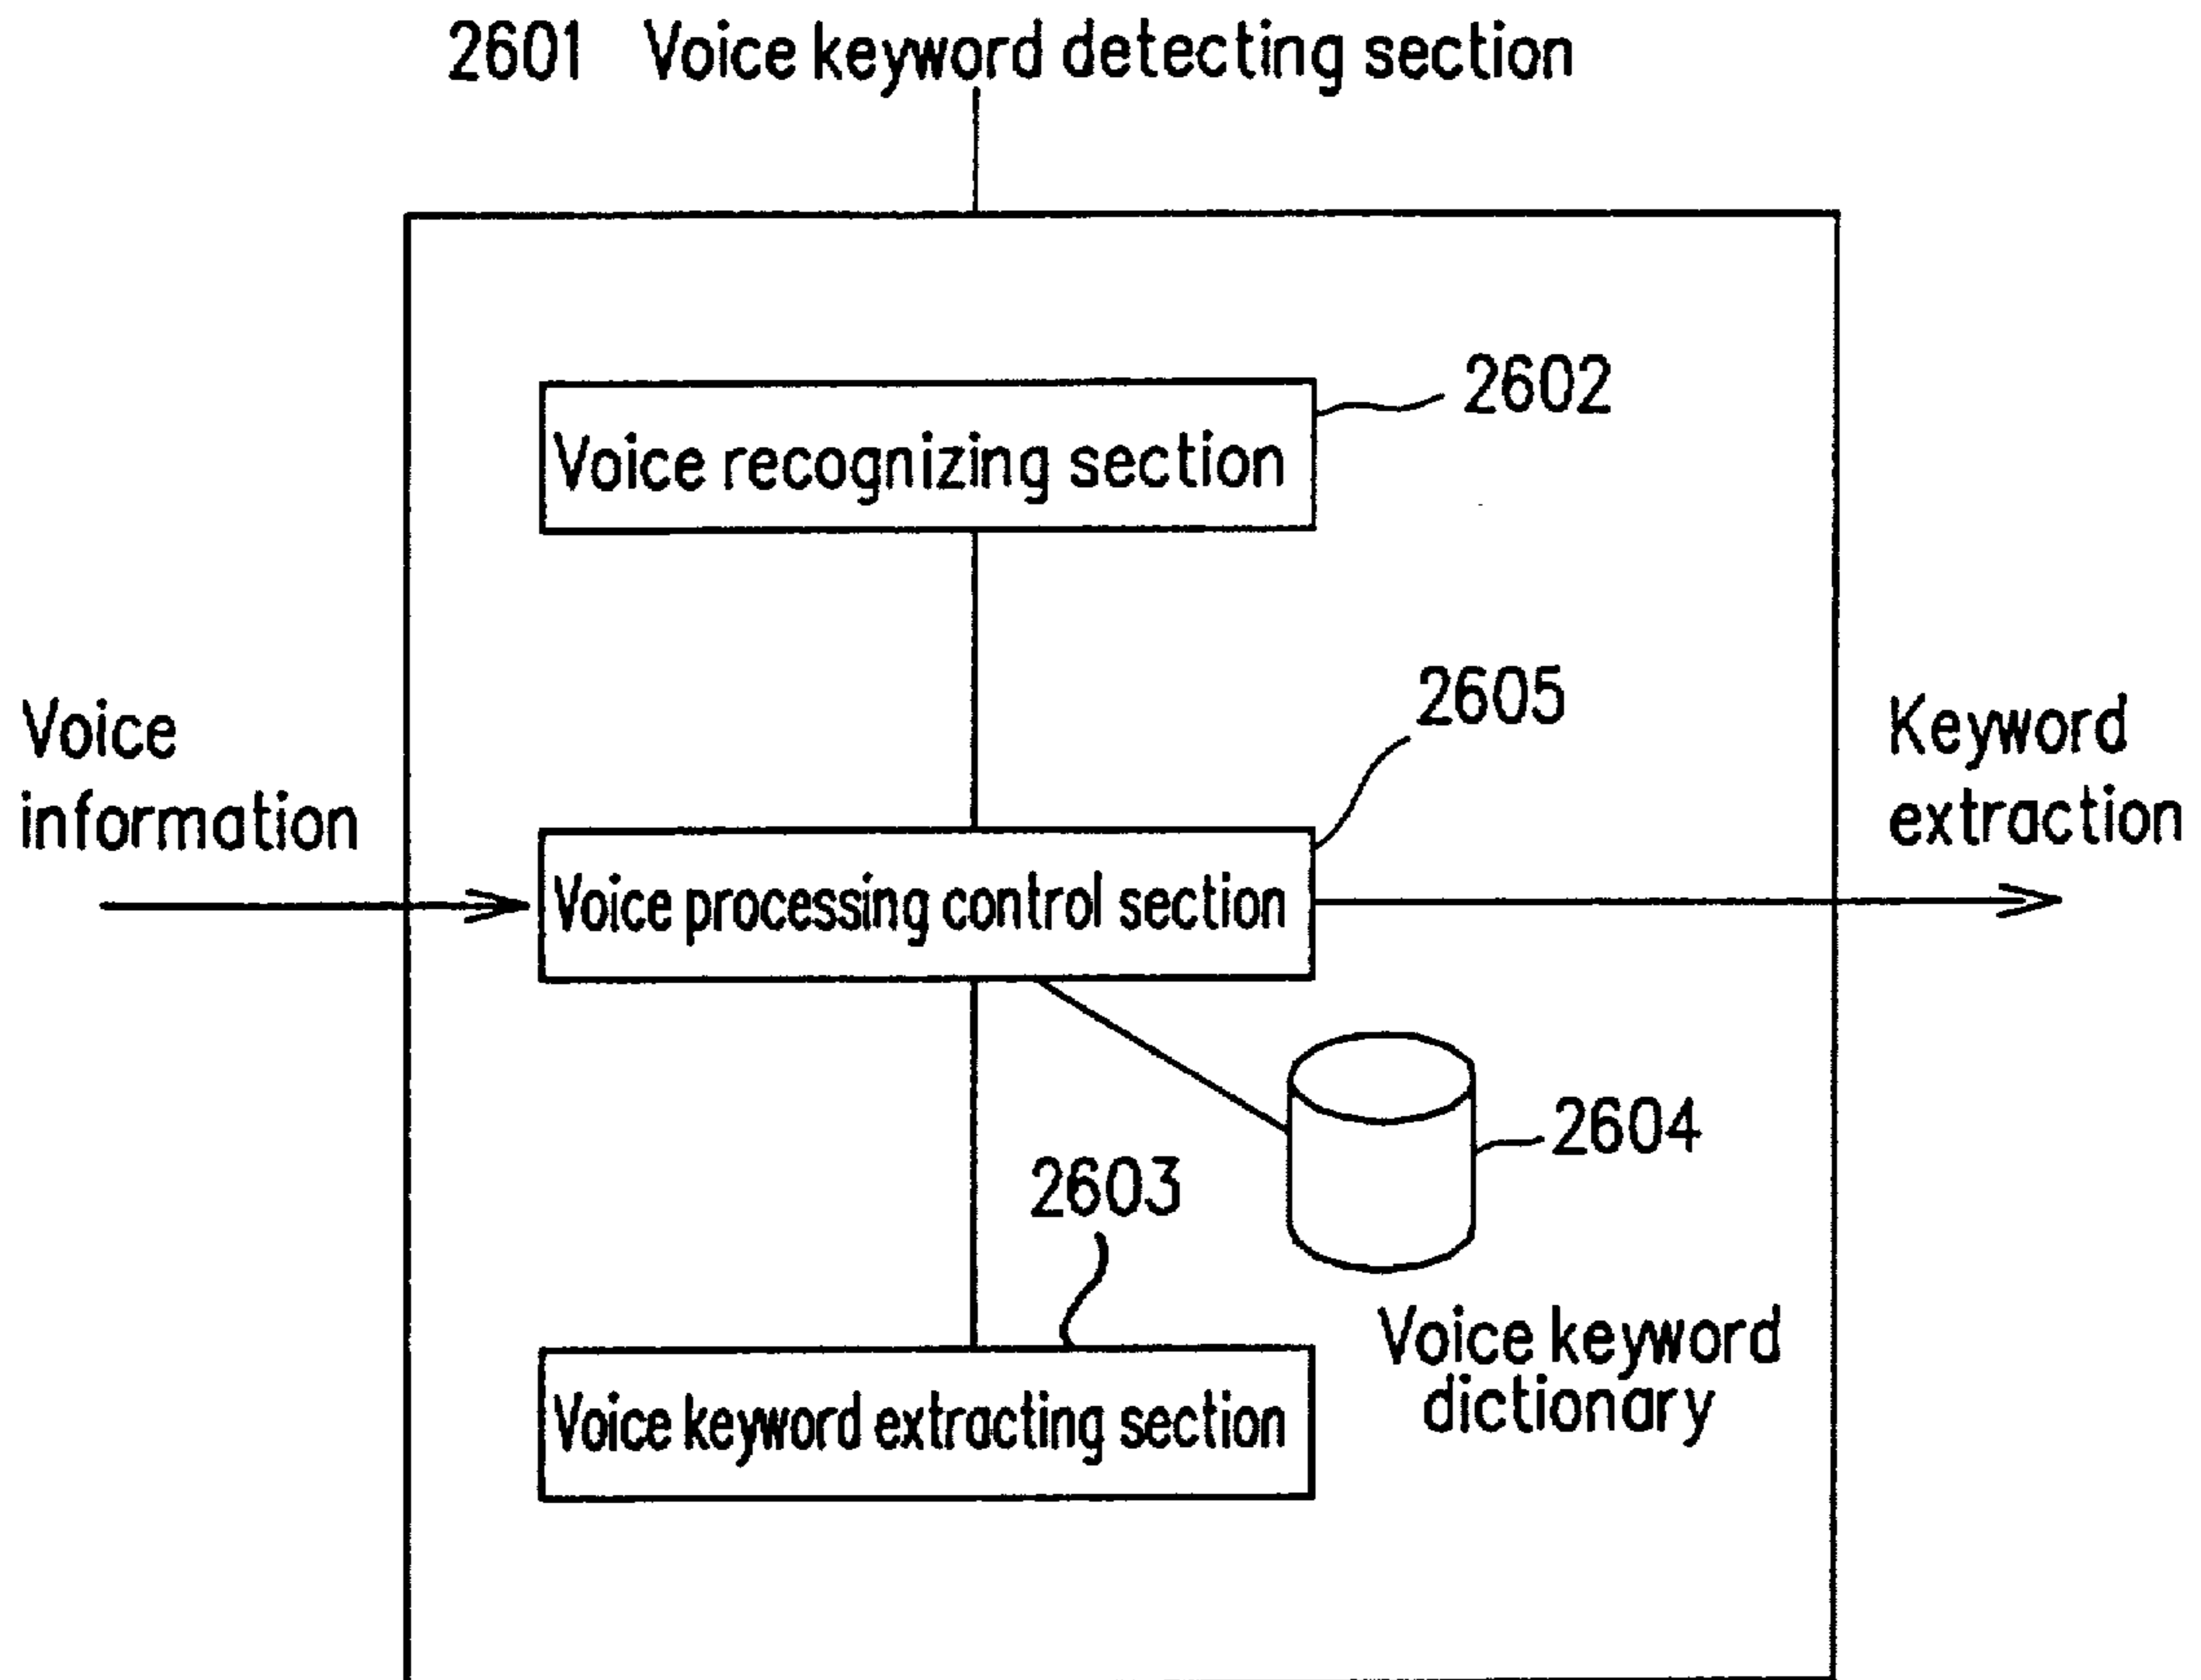 2601 Voice keyword detecting section
2602
Voice recognizing section
2605
Voice
information
Keyword
extraction
Voice processing control section
2604
2603
Voice keyword
dictionary
Voice keyword extracting section